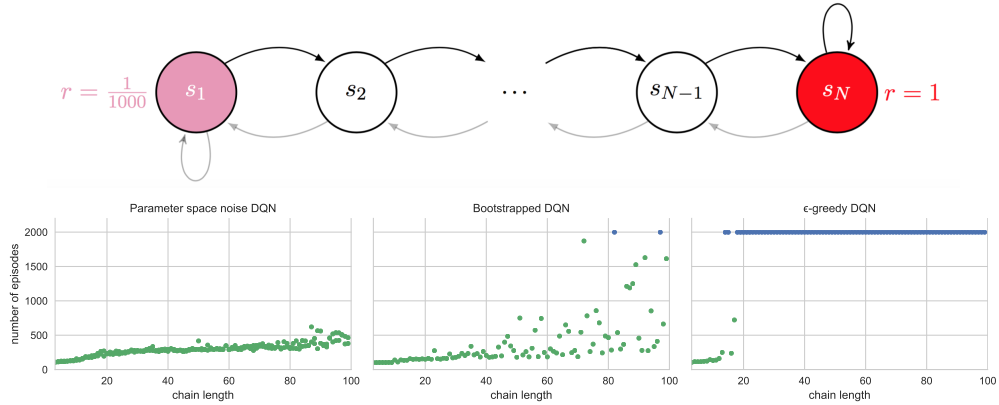 r = 1/1000 s₁ s₂ ⋯ s_{N−1} s_N r = 1
Parameter space noise DQN
number of episodes
2000
1500
1000
500
0
20 40 60 80 100
chain length
Bootstrapped DQN
20 40 60 80 100
chain length
ϵ-greedy DQN
20 40 60 80 100
chain length